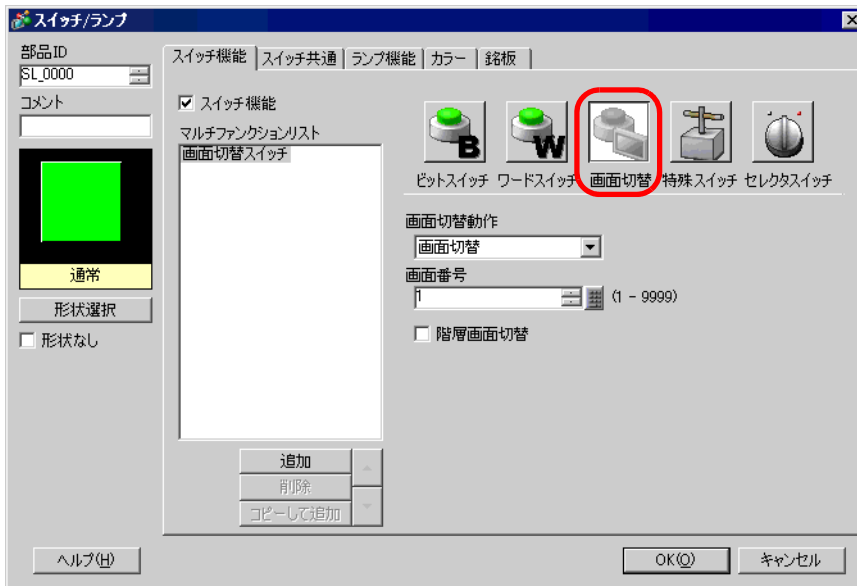 スイッチ/ランプ
部品ID
SL_0000
コメント
通常
形状選択
形状なし
スイッチ機能
スイッチ共通
ランプ機能
カラー
銘板
スイッチ機能
マルチファンクションリスト
画面切替スイッチ
追加
削除
コピーして追加
B
W
ビットスイッチ
ワードスイッチ
画面切替
特殊スイッチ
セレクタスイッチ
画面切替動作
画面切替
画面番号
1
(1 - 9999)
階層画面切替
ヘルプ(H)
OK(O)
キャンセル